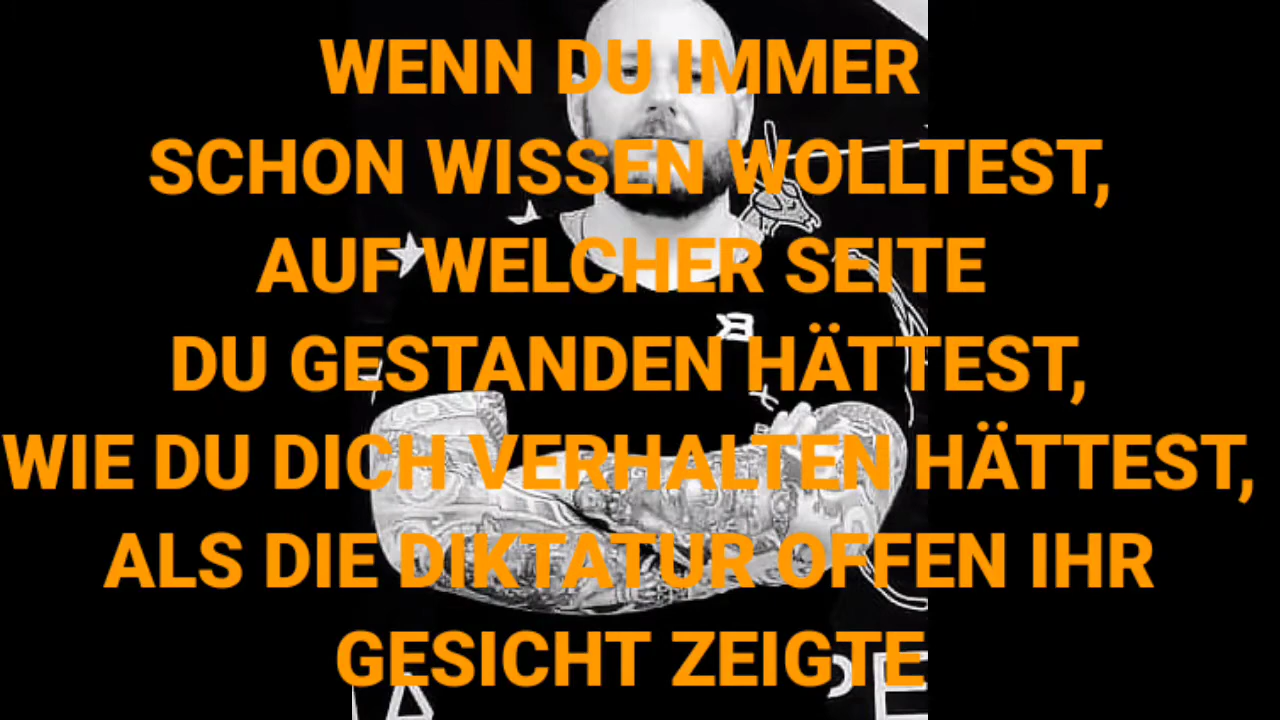 WENN DU IMMER
SCHON WISSEN WOLLTEST,
AUF WELCHER SEITE
DU GESTANDEN HÄTTEST,
WIE DU DICH VERHALTEN HÄTTEST,
ALS DIE DIKTATUR OFFEN IHR
GESICHT ZEIGTE